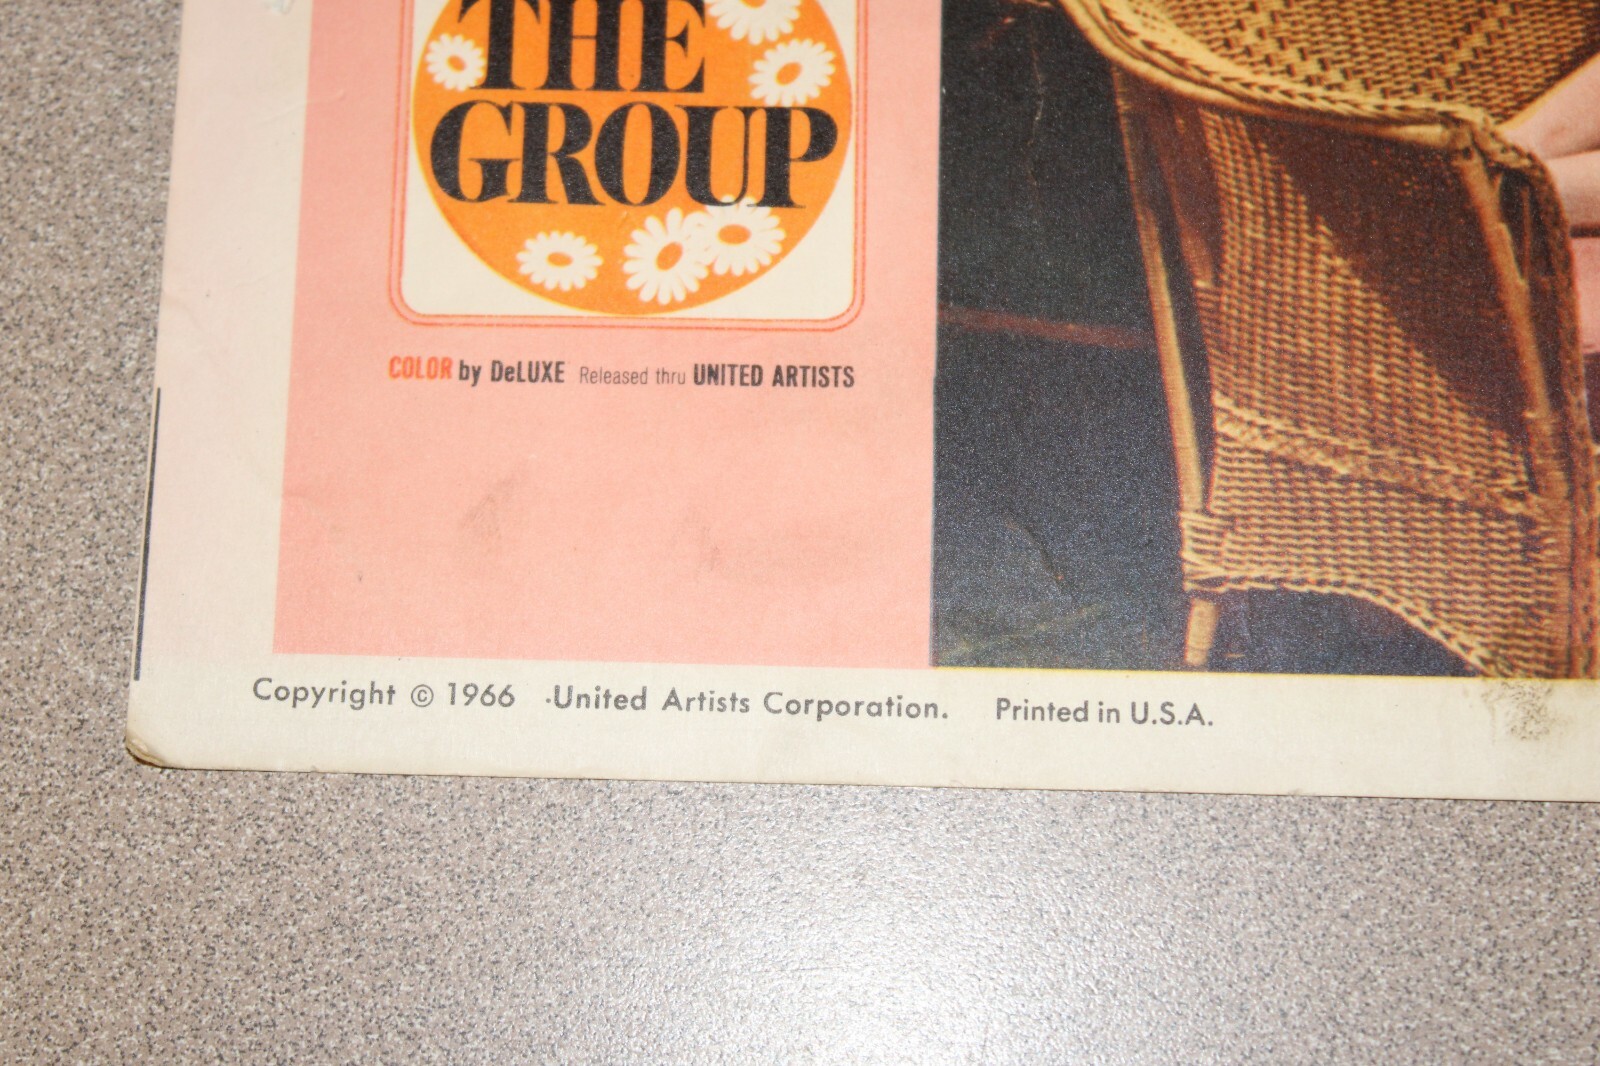 THE
GROUP
COLOR by DeLUXE Released thru UNITED ARTISTS
Copyright © 1966 ·United Artists Corporation. Printed in U.S.A.